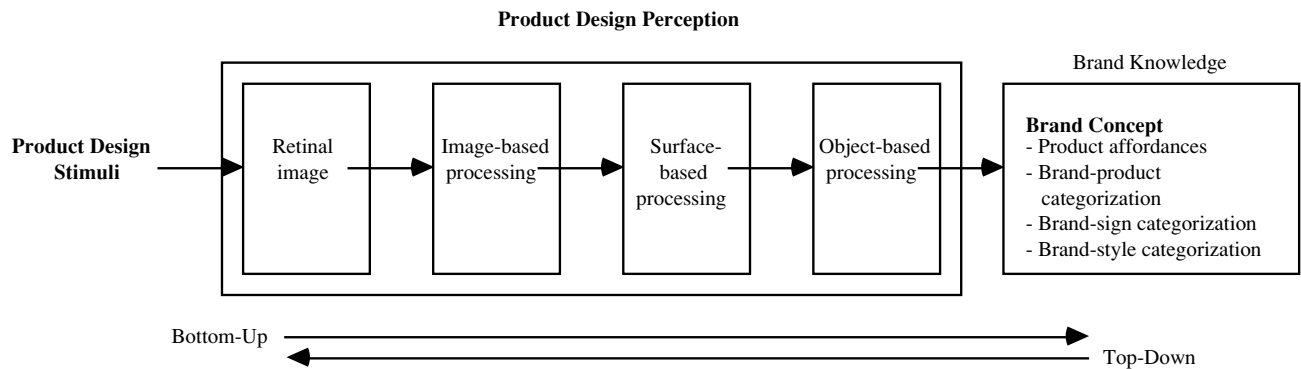 Product Design Perception
Brand Knowledge
Product Design
Stimuli
Retinal
image
Image-based
processing
Surface-
based
processing
Object-based
processing
Brand Concept
- Product affordances
- Brand-product
categorization
- Brand-sign categorization
- Brand-style categorization
Bottom-Up
Top-Down